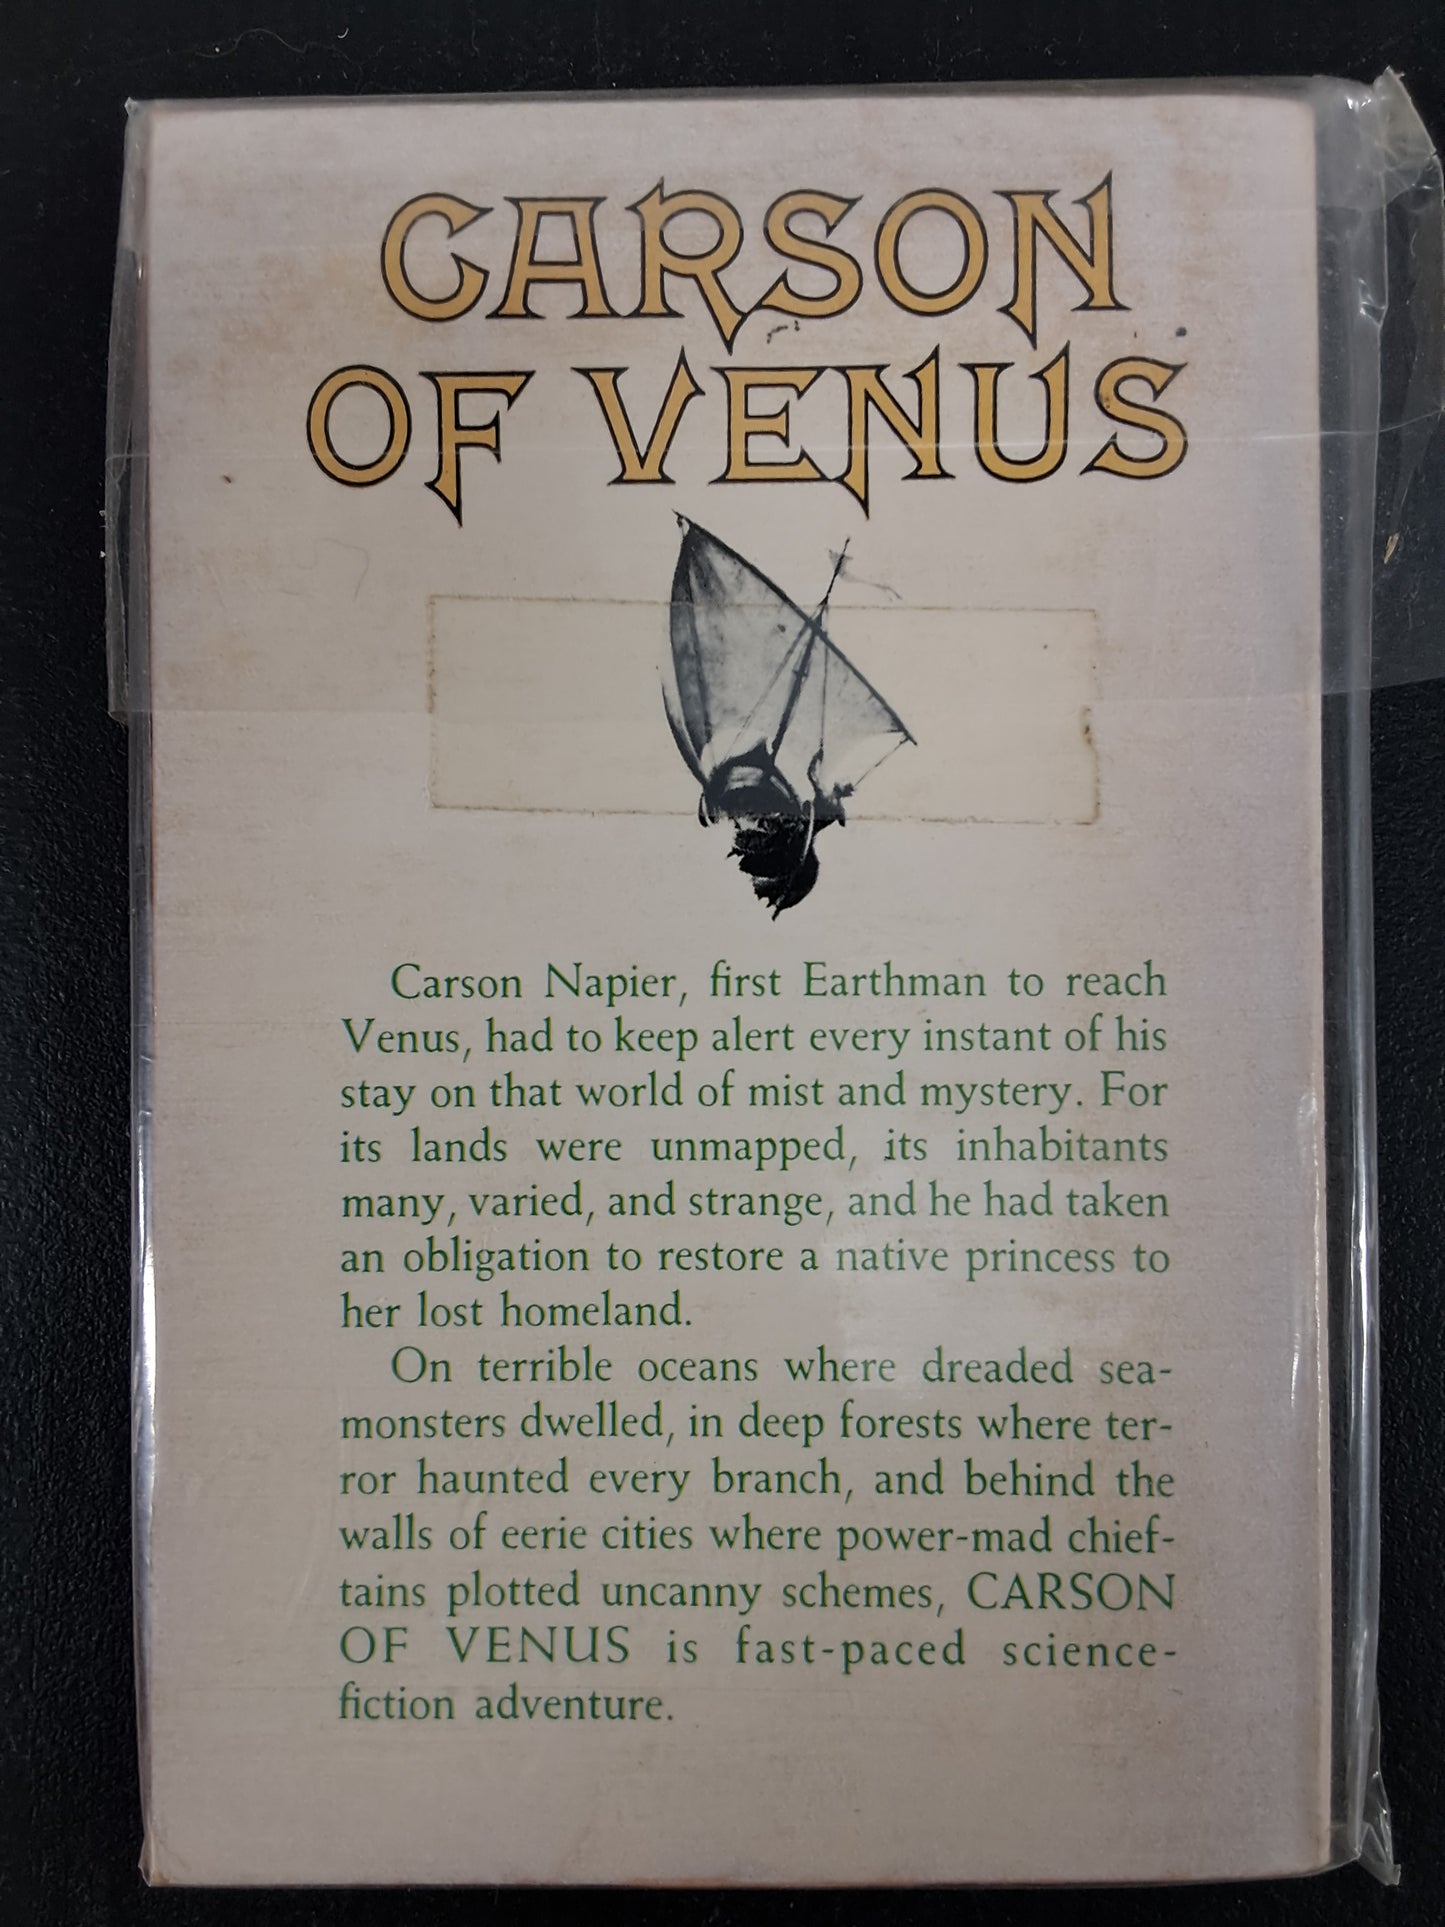 CARSON
OF VENUS
Carson Napier, first Earthman to reach
Venus, had to keep alert every instant of his
stay on that world of mist and mystery. For
its lands were unmapped, its inhabitants
many, varied, and strange, and he had taken
an obligation to restore a native princess to
her lost homeland.
On terrible oceans where dreaded sea-
monsters dwelled, in deep forests where ter-
ror haunted every branch, and behind the
walls of eerie cities where power-mad chief-
tains plotted uncanny schemes, CARSON
OF VENUS is fast-paced science-
fiction adventure.